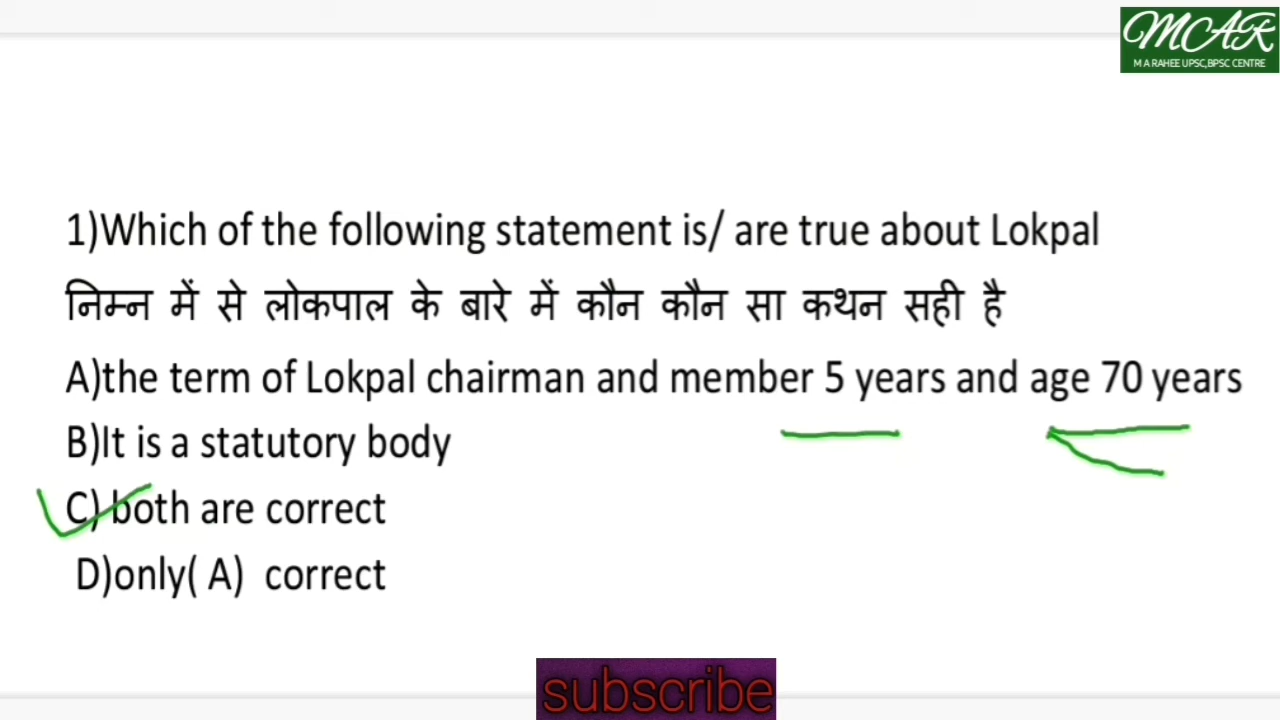 MCAR
M A RAHEE UPSC,BPSC CENTRE
1)Which of the following statement is/ are true about Lokpal
निम्न में से लोकपाल के बारे में कौन कौन सा कथन सही है
A)the term of Lokpal chairman and member 5 years and age 70 years
B)It is a statutory body
C) both are correct
D)only( A) correct
subscribe